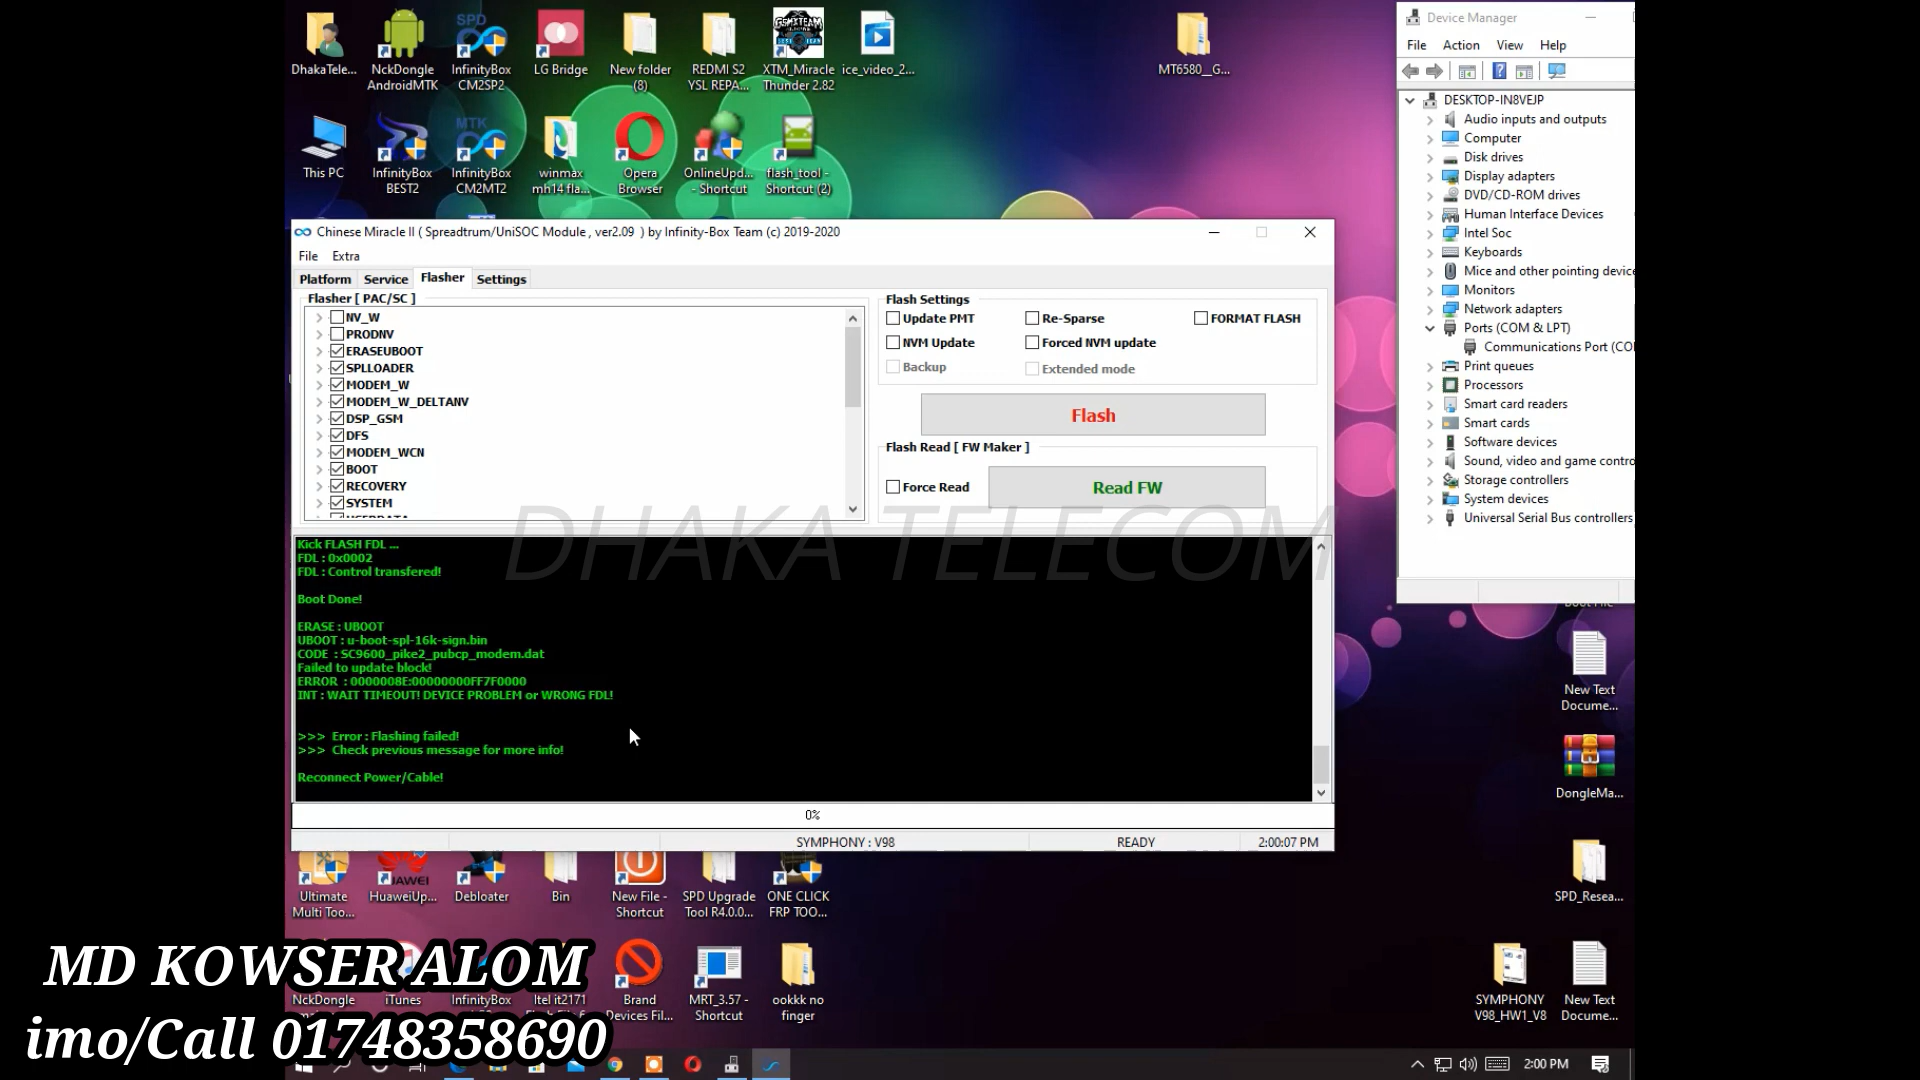 DhakaTele...
NckDongle
AndroidMTK
SPD
InfinityBox
CM2SP2
LG Bridge
New folder
(8)
REDMI S2
YSL REPA...
XTM_Miracle
Thunder 2.82
ice_video_2...
MT6580__G...
This PC
InfinityBox
BEST2
MTK
InfinityBox
CM2MT2
winmax
mh14 fla...
Opera
Browser
OnlineUpd...
- Shortcut
flash_tool -
Shortcut (2)
Device Manager
File Action View Help
DESKTOP-IN8VEJP
Audio inputs and outputs
Computer
Disk drives
Display adapters
DVD/CD-ROM drives
Human Interface Devices
Intel Soc
Keyboards
Mice and other pointing device
Monitors
Network adapters
Ports (COM & LPT)
Communications Port (CO
Print queues
Processors
Smart card readers
Smart cards
Software devices
Sound, video and game contro
Storage controllers
System devices
Universal Serial Bus controllers
Chinese Miracle II ( Spreadtrum/UniSOC Module , ver2.09 ) by Infinity-Box Team (c) 2019-2020
File Extra
Platform Service Flasher Settings
Flasher [ PAC/SC ]
NV_W
PRODNV
ERASEUBOOT
SPLLOADER
MODEM_W
MODEM_W_DELTANV
DSP_GSM
DFS
MODEM_WCN
BOOT
RECOVERY
SYSTEM
Flash Settings
Update PMT Re-Sparse FORMAT FLASH
NVM Update Forced NVM update
Backup Extended mode
Flash
Flash Read [ FW Maker ]
Force Read Read FW
DHAKA TELECOM
Kick FLASH FDL ...
FDL : 0x0002
FDL : Control transfered!
Boot Done!
ERASE : UBOOT
UBOOT : u-boot-spl-16k-sign.bin
CODE : SC9600_pike2_pubcp_modem.dat
Failed to update block!
ERROR : 0000008E:00000000FF7F0000
INT : WAIT TIMEOUT! DEVICE PROBLEM or WRONG FDL!
>>> Error : Flashing failed!
>>> Check previous message for more info!
Reconnect Power/Cable!
0%
SYMPHONY : V98 READY 2:00:07 PM
New Text
Docume...
DongleMa...
SPD_Resea...
SYMPHONY
V98_HW1_V8
New Text
Docume...
Ultimate
Multi Too...
HuaweiUp...
Debloater
Bin
New File -
Shortcut
SPD Upgrade
Tool R4.0.0...
ONE CLICK
FRP TOO...
NckDongle
iTunes
InfinityBox
Itel it2171
Brand
Devices Fil...
MRT_3.57 -
Shortcut
ookkk no
finger
MD KOWSER ALOM
imo/Call 01748358690
2:00 PM